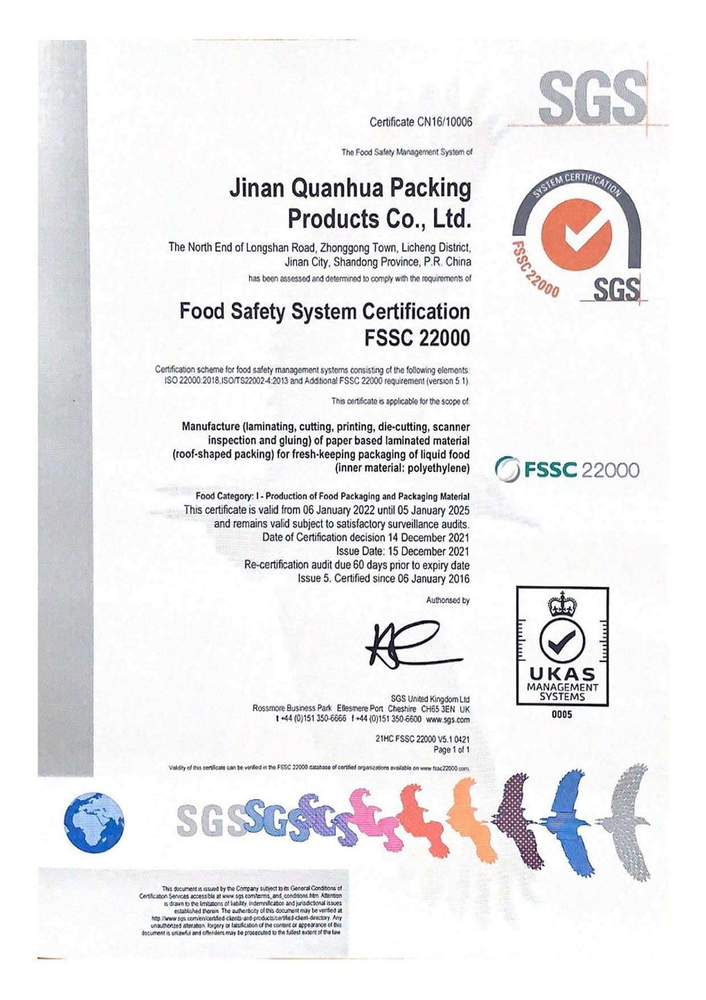 SGS
Certificate CN16/10006
The Food Safety Management System of
Jinan Quanhua Packing
Products Co., Ltd.
The North End of Longshan Road, Zhonggong Town, Licheng District,
Jinan City, Shandong Province, P.R. China
has been assessed and determined to comply with the requirements of
SYSTEM CERTIFICATION
FSSC 22000
SGS
Food Safety System Certification
FSSC 22000
Certification scheme for food safety management systems consisting of the following elements:
ISO 22000:2018,ISO/TS22002-4:2013 and Additional FSSC 22000 requirement (version 5.1).
This certificate is applicable for the scope of:
Manufacture (laminating, cutting, printing, die-cutting, scanner
inspection and gluing) of paper based laminated material
(roof-shaped packing) for fresh-keeping packaging of liquid food
(inner material: polyethylene)
FSSC 22000
Food Category: I - Production of Food Packaging and Packaging Material
This certificate is valid from 06 January 2022 until 05 January 2025
and remains valid subject to satisfactory surveillance audits.
Date of Certification decision 14 December 2021
Issue Date: 15 December 2021
Re-certification audit due 60 days prior to expiry date
Issue 5. Certified since 06 January 2016
Authorised by
UKAS
MANAGEMENT
SYSTEMS
0005
SGS United Kingdom Ltd
Rossmore Business Park Ellesmere Port Cheshire CH65 3EN UK
t +44 (0)151 350-6666 f +44 (0)151 350-6600 www.sgs.com
21HC FSSC 22000 V5.1 0421
Page 1 of 1
Validity of this certificate can be verified in the FSSC 22000 database of certified organizations available on www.fssc22000.com.
SGSSGSSGS
This document is issued by the Company subject to its General Conditions of
Certification Services accessible at www.sgs.com/terms_and_conditions.htm. Attention
is drawn to the limitations of liability, indemnification and jurisdictional issues
established therein. The authenticity of this document may be verified at
http://www.sgs.com/en/certified-clients-and-products/certified-client-directory. Any
unauthorized alteration, forgery or falsification of the content or appearance of this
document is unlawful and offenders may be prosecuted to the fullest extent of the law.